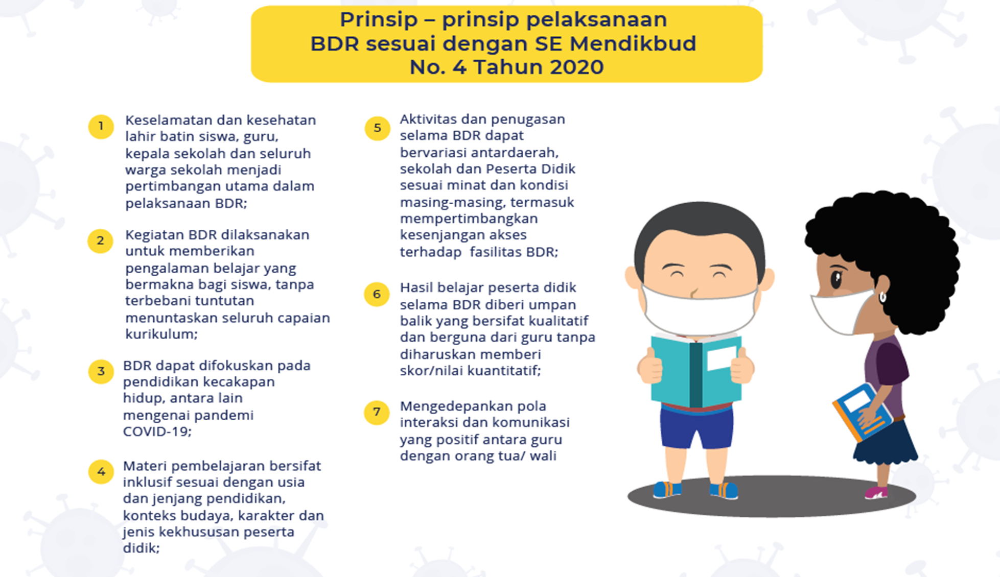 Prinsip – prinsip pelaksanaan
BDR sesuai dengan SE Mendikbud
No. 4 Tahun 2020
1
Keselamatan dan kesehatan
lahir batin siswa, guru,
kepala sekolah dan seluruh
warga sekolah menjadi
pertimbangan utama dalam
pelaksanaan BDR;
2
Kegiatan BDR dilaksanakan
untuk memberikan
pengalaman belajar yang
bermakna bagi siswa, tanpa
terbebani tuntutan
menuntaskan seluruh capaian
kurikulum;
3
BDR dapat difokuskan pada
pendidikan kecakapan
hidup, antara lain
mengenai pandemi
COVID-19;
4
Materi pembelajaran bersifat
inklusif sesuai dengan usia
dan jenjang pendidikan,
konteks budaya, karakter dan
jenis kekhususan peserta
didik;
5
Aktivitas dan penugasan
selama BDR dapat
bervariasi antardaerah,
sekolah dan Peserta Didik
sesuai minat dan kondisi
masing-masing, termasuk
mempertimbangkan
kesenjangan akses
terhadap  fasilitas BDR;
6
Hasil belajar peserta didik
selama BDR diberi umpan
balik yang bersifat kualitatif
dan berguna dari guru tanpa
diharuskan memberi
skor/nilai kuantitatif;
7
Mengedepankan pola
interaksi dan komunikasi
yang positif antara guru
dengan orang tua/ wali